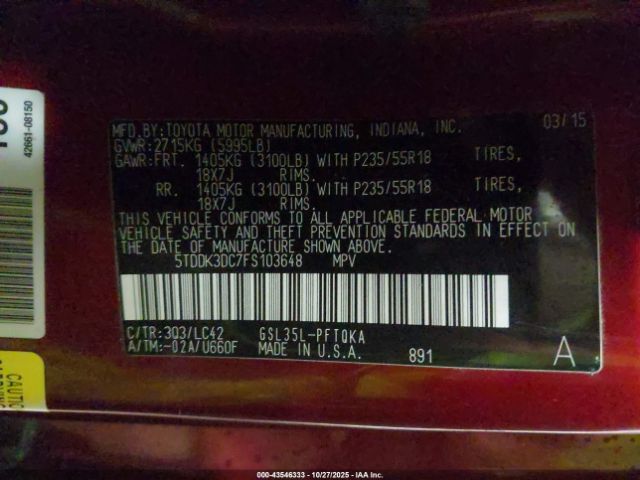 MFD.BY:TOYOTA MOTOR MANUFACTURING, INDIANA, INC. 03/15
GVWR:2715KG (5995LB)
GAWR:FRT. 1405KG (3100LB) WITH P235/55R18 TIRES,
18X7J RIMS.
RR. 1405KG (3100LB) WITH P235/55R18 TIRES,
18X7J RIMS.
THIS VEHICLE CONFORMS TO ALL APPLICABLE FEDERAL MOTOR
VEHICLE SAFETY AND THEFT PREVENTION STANDARDS IN EFFECT ON
THE DATE OF MANUFACTURE SHOWN ABOVE.
5TDDK3DC7FS103648 MPV
C/TR:3Q3/LC42 GSL35L-PFTQKA
A/TM:-02A/U660F MADE IN U.S.A. 891 A
42661-08150
CAUTI
000-43546333 - 10/27/2025 - IAA Inc.